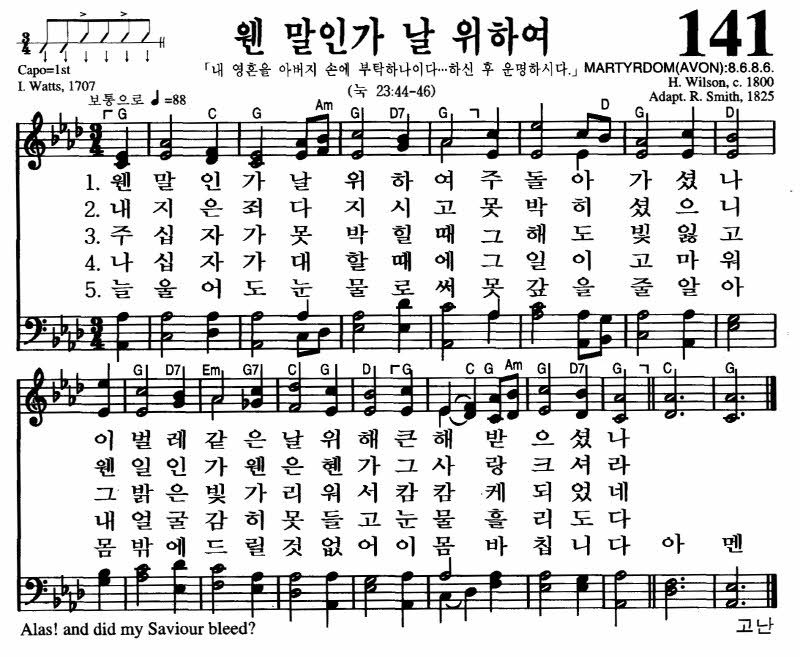 웬 말인가 날 위하여 141
「내 영혼을 아버지 손에 부탁하나이다…하신 후 운명하시다.」 MARTYRDOM(AVON):8.6.8.6.
Capo=1st
I. Watts, 1707
(눅 23:44-46)
H. Wilson, c. 1800
Adapt. R. Smith, 1825
보통으로 ♩=88
G C G Am G D7 G D G D
1. 웬 말 인 가 날 위 하 여 주 돌 아 가 셨 나
2. 내 지 은 죄 다 지 시 고 못 박 히 셨 으 니
3. 주 십 자 가 못 박 힐 때 그 해 도 빛 잃 고
4. 나 십 자 가 대 할 때 에 그 일 이 고 마 워
5. 늘 울 어 도 눈 물 로 써 못 갚 을 줄 알 아
G D7 Em G7 C G D G C G Am G D7 G C G
이 벌 레 같 은 날 위 해 큰 해 받 으 셨 나
웬 일 인 가 웬 은 혠 가 그 사 랑 크 셔 라
그 밝 은 빛 가 리 워 서 캄 캄 케 되 었 네
내 얼 굴 감 히 못 들 고 눈 물 흘 리 도 다
몸 밖 에 드 릴 것 없 어 이 몸 바 칩 니 다 아 멘
Alas! and did my Saviour bleed?
고난